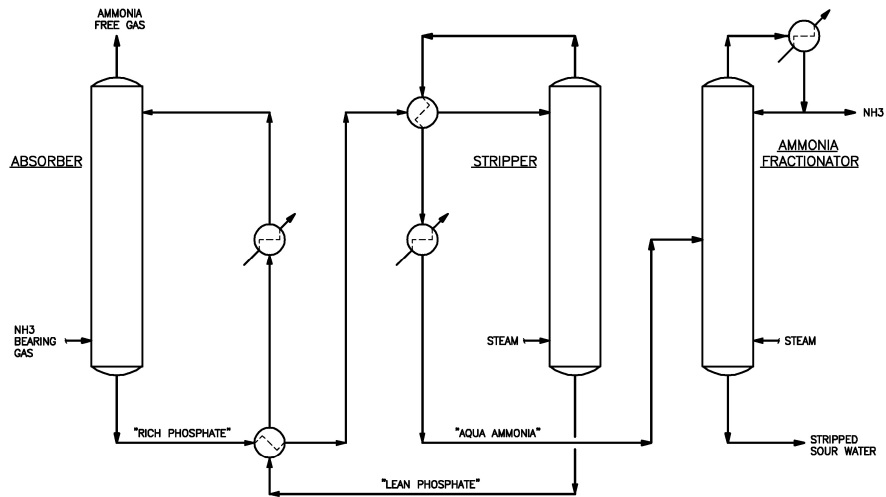 AMMONIA
FREE GAS
ABSORBER
NH3
BEARING
GAS
"RICH PHOSPHATE"
STRIPPER
STEAM
"AQUA AMMONIA"
"LEAN PHOSPHATE"
NH3
AMMONIA
FRACTIONATOR
STEAM
STRIPPED
SOUR WATER